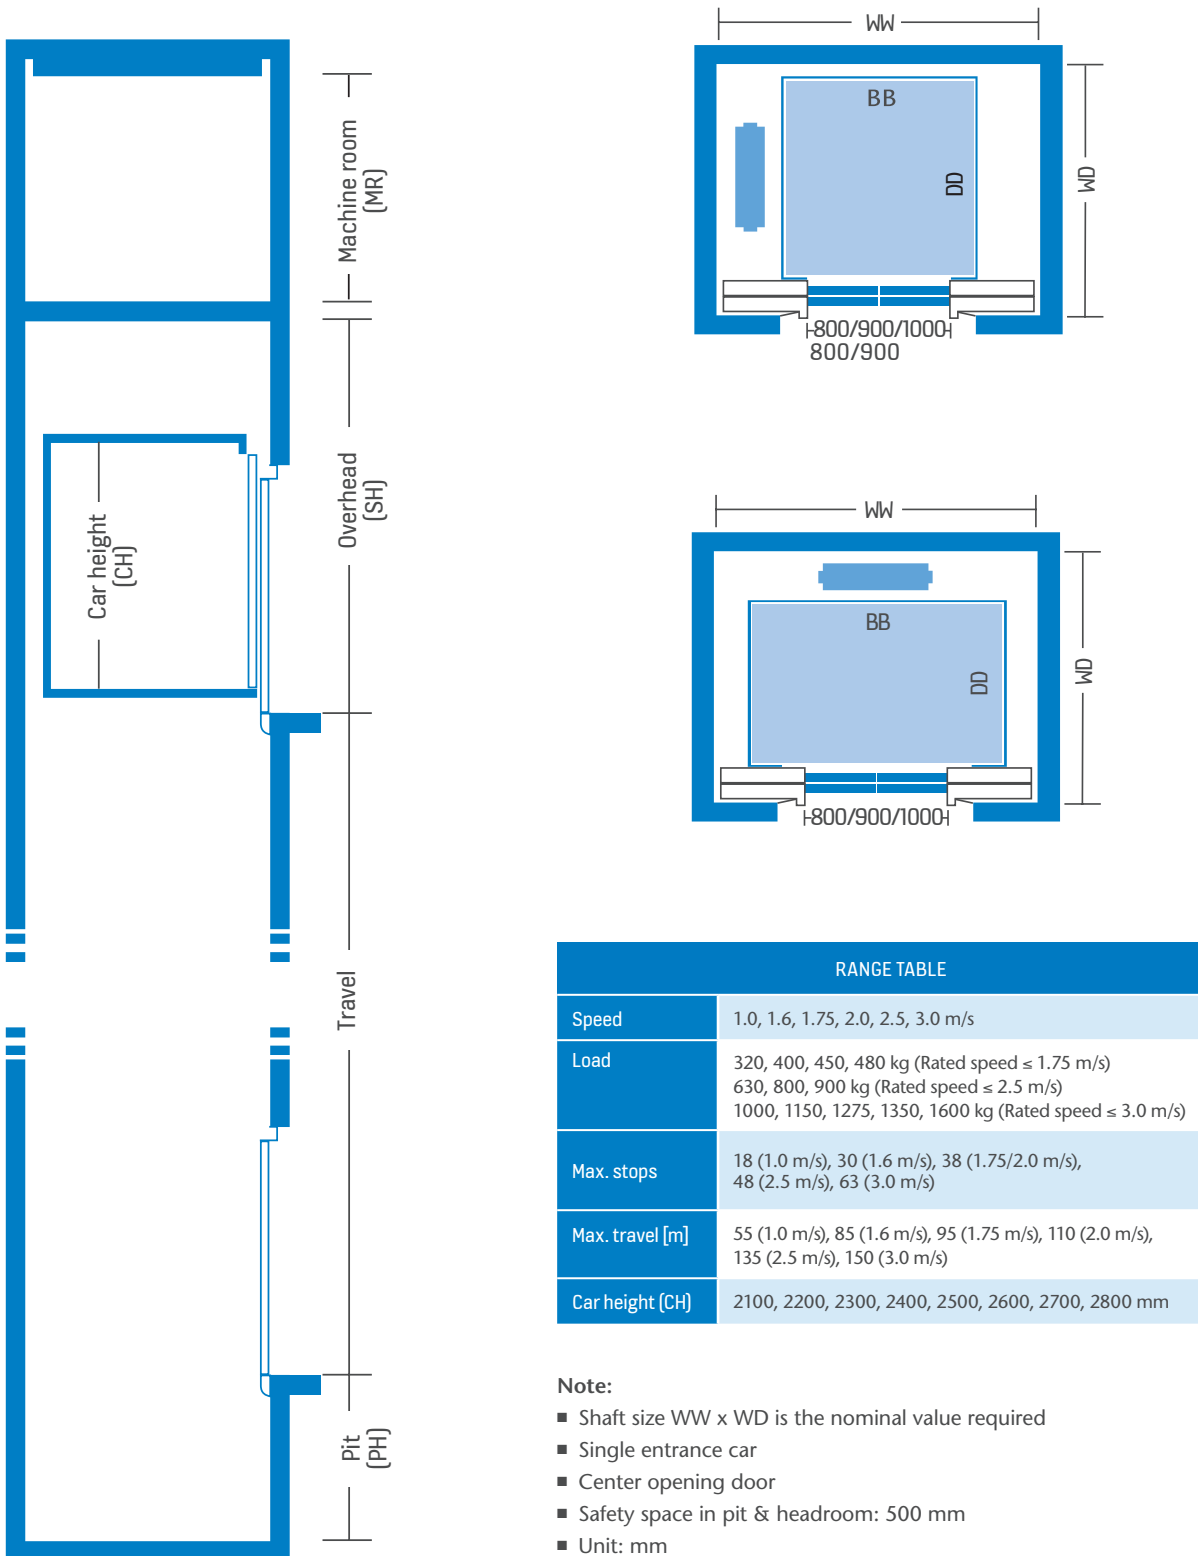 Machine room
(MR)
Overhead
(SH)
Car height
(CH)
Travel
Pit
(PH)
WW
BB
DD
WD
800/900/1000
800/900
WW
BB
DD
WD
800/900/1000
RANGE TABLE
Speed
1.0, 1.6, 1.75, 2.0, 2.5, 3.0 m/s
Load
320, 400, 450, 480 kg (Rated speed ≤ 1.75 m/s)
630, 800, 900 kg (Rated speed ≤ 2.5 m/s)
1000, 1150, 1275, 1350, 1600 kg (Rated speed ≤ 3.0 m/s)
Max. stops
18 (1.0 m/s), 30 (1.6 m/s), 38 (1.75/2.0 m/s),
48 (2.5 m/s), 63 (3.0 m/s)
Max. travel [m]
55 (1.0 m/s), 85 (1.6 m/s), 95 (1.75 m/s), 110 (2.0 m/s),
135 (2.5 m/s), 150 (3.0 m/s)
Car height (CH)
2100, 2200, 2300, 2400, 2500, 2600, 2700, 2800 mm
Note:
■ Shaft size WW x WD is the nominal value required
■ Single entrance car
■ Center opening door
■ Safety space in pit & headroom: 500 mm
■ Unit: mm